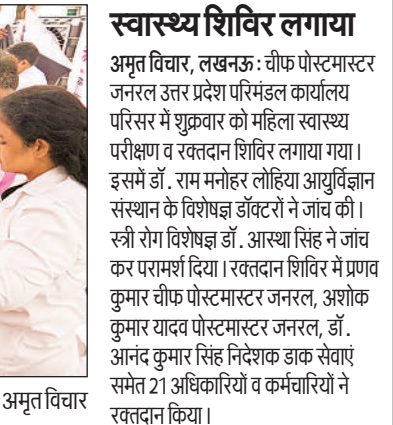 स्वास्थ्य शिविर लगाया
अमृत विचार, लखनऊ : चीफ पोस्टमास्टर
जनरल उत्तर प्रदेश परिमंडल कार्यालय
परिसर में शुक्रवार को महिला स्वास्थ्य
परीक्षण व रक्तदान शिविर लगाया गया।
इसमें डॉ. राम मनोहर लोहिया आयुर्विज्ञान
संस्थान के विशेषज्ञ डॉक्टरों ने जांच की।
स्त्री रोग विशेषज्ञ डॉ. आस्था सिंह ने जांच
कर परामर्श दिया। रक्तदान शिविर में प्रणव
कुमार चीफ पोस्टमास्टर जनरल, अशोक
कुमार यादव पोस्टमास्टर जनरल, डॉ.
आनंद कुमार सिंह निदेशक डाक सेवाएं
समेत 21 अधिकारियों व कर्मचारियों ने
रक्तदान किया।
अमृत विचार